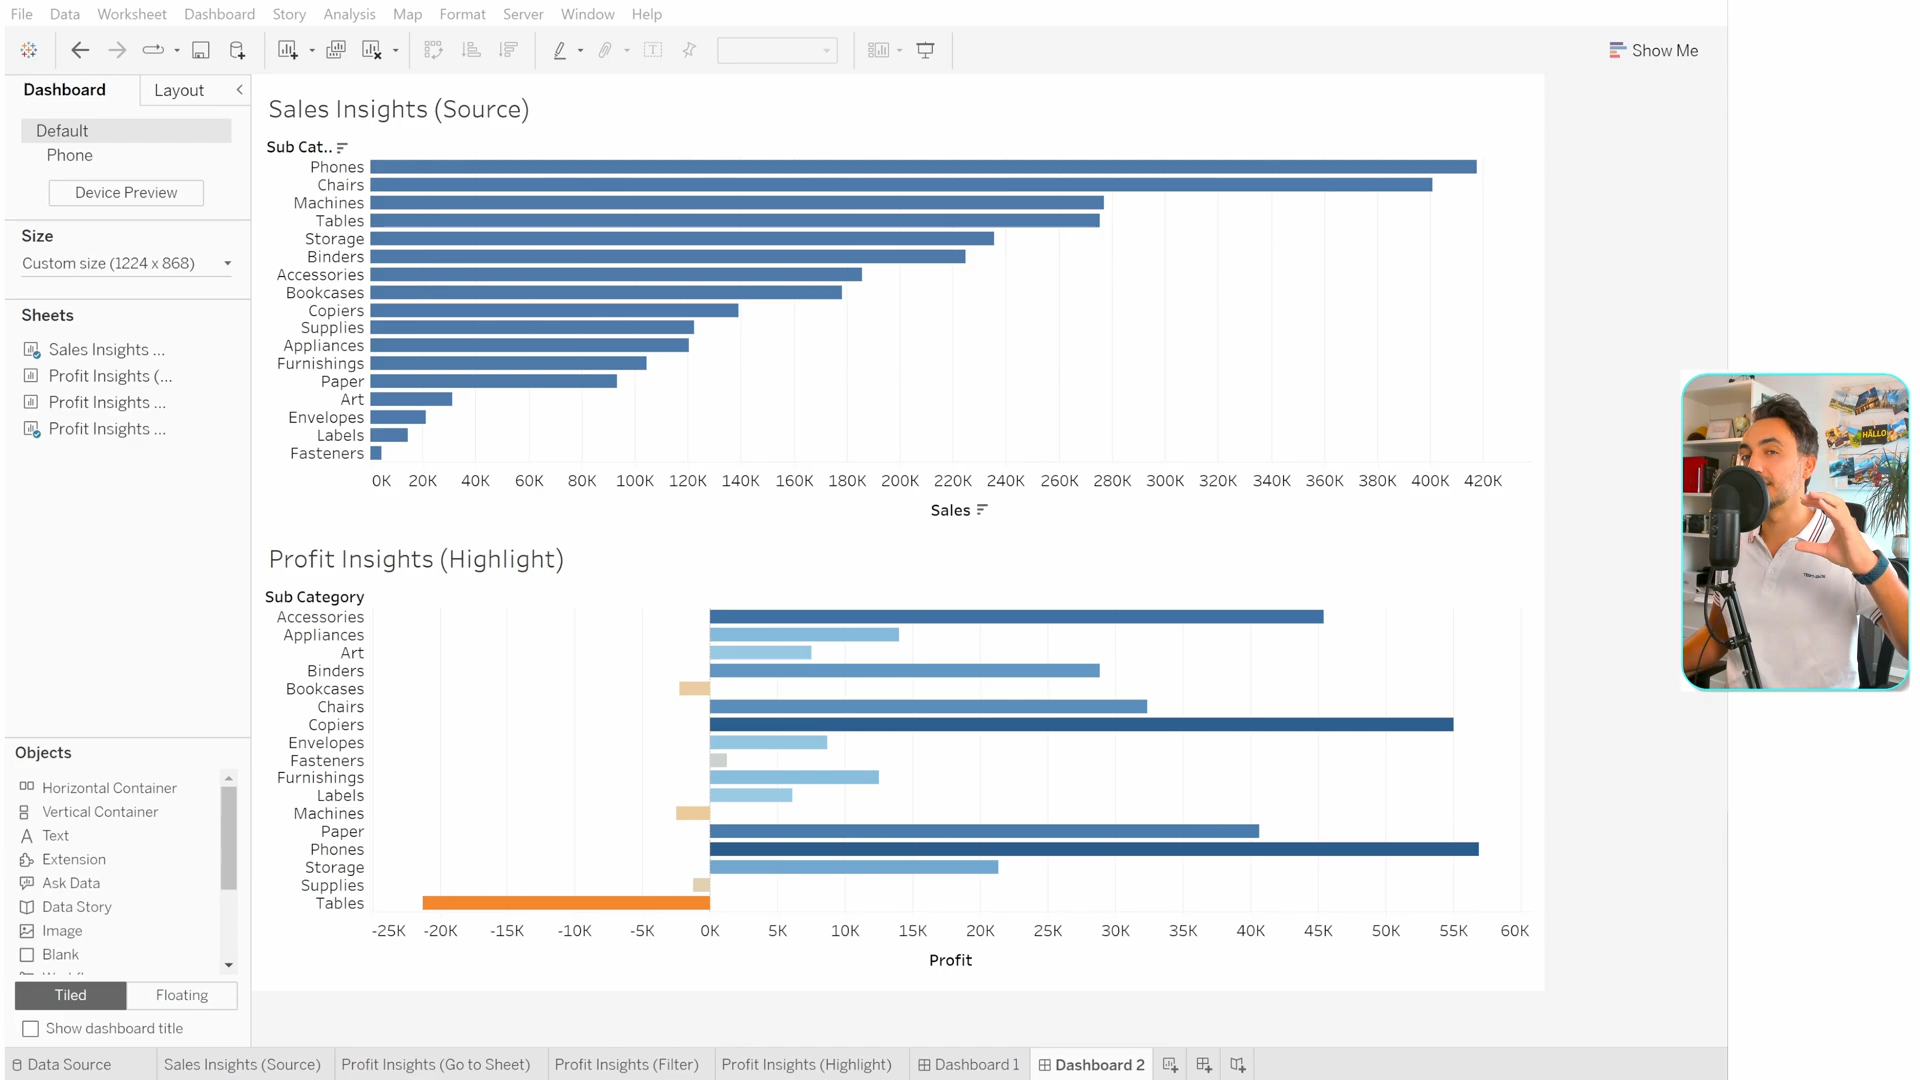 File Data Worksheet Dashboard Story Analysis Map Format Server Window Help
Show Me
Dashboard Layout
Default
Phone
Device Preview
Size
Custom size (1224 x 868)
Sheets
Sales Insights ...
Profit Insights (...
Profit Insights ...
Profit Insights ...
Objects
Horizontal Container
Vertical Container
Text
Extension
Ask Data
Data Story
Image
Blank
Tiled Floating
Show dashboard title
Sales Insights (Source)
Sub Cat..
Phones
Chairs
Machines
Tables
Storage
Binders
Accessories
Bookcases
Copiers
Supplies
Appliances
Furnishings
Paper
Art
Envelopes
Labels
Fasteners
0K 20K 40K 60K 80K 100K 120K 140K 160K 180K 200K 220K 240K 260K 280K 300K 320K 340K 360K 380K 400K 420K
Sales
Profit Insights (Highlight)
Sub Category
Accessories
Appliances
Art
Binders
Bookcases
Chairs
Copiers
Envelopes
Fasteners
Furnishings
Labels
Machines
Paper
Phones
Storage
Supplies
Tables
-25K -20K -15K -10K -5K 0K 5K 10K 15K 20K 25K 30K 35K 40K 45K 50K 55K 60K
Profit
HALLO
Data Source Sales Insights (Source) Profit Insights (Go to Sheet) Profit Insights (Filter) Profit Insights (Highlight) Dashboard 1 Dashboard 2